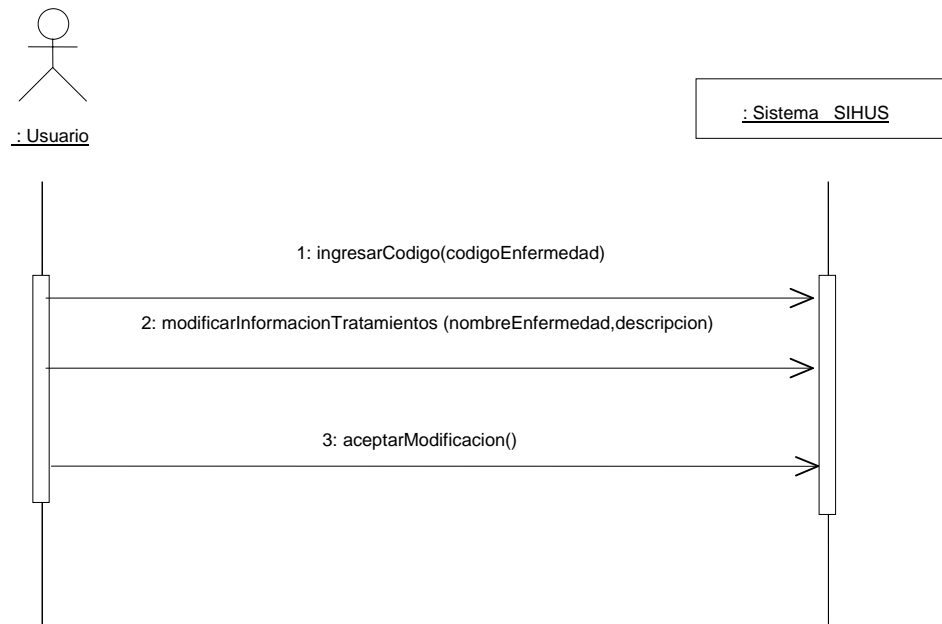 : Usuario
: Sistema SIHUS
1: ingresarCodigo(codigoEnfermedad)
2: modificarInformacionTratamientos (nombreEnfermedad,descripcion)
3: aceptarModificacion()